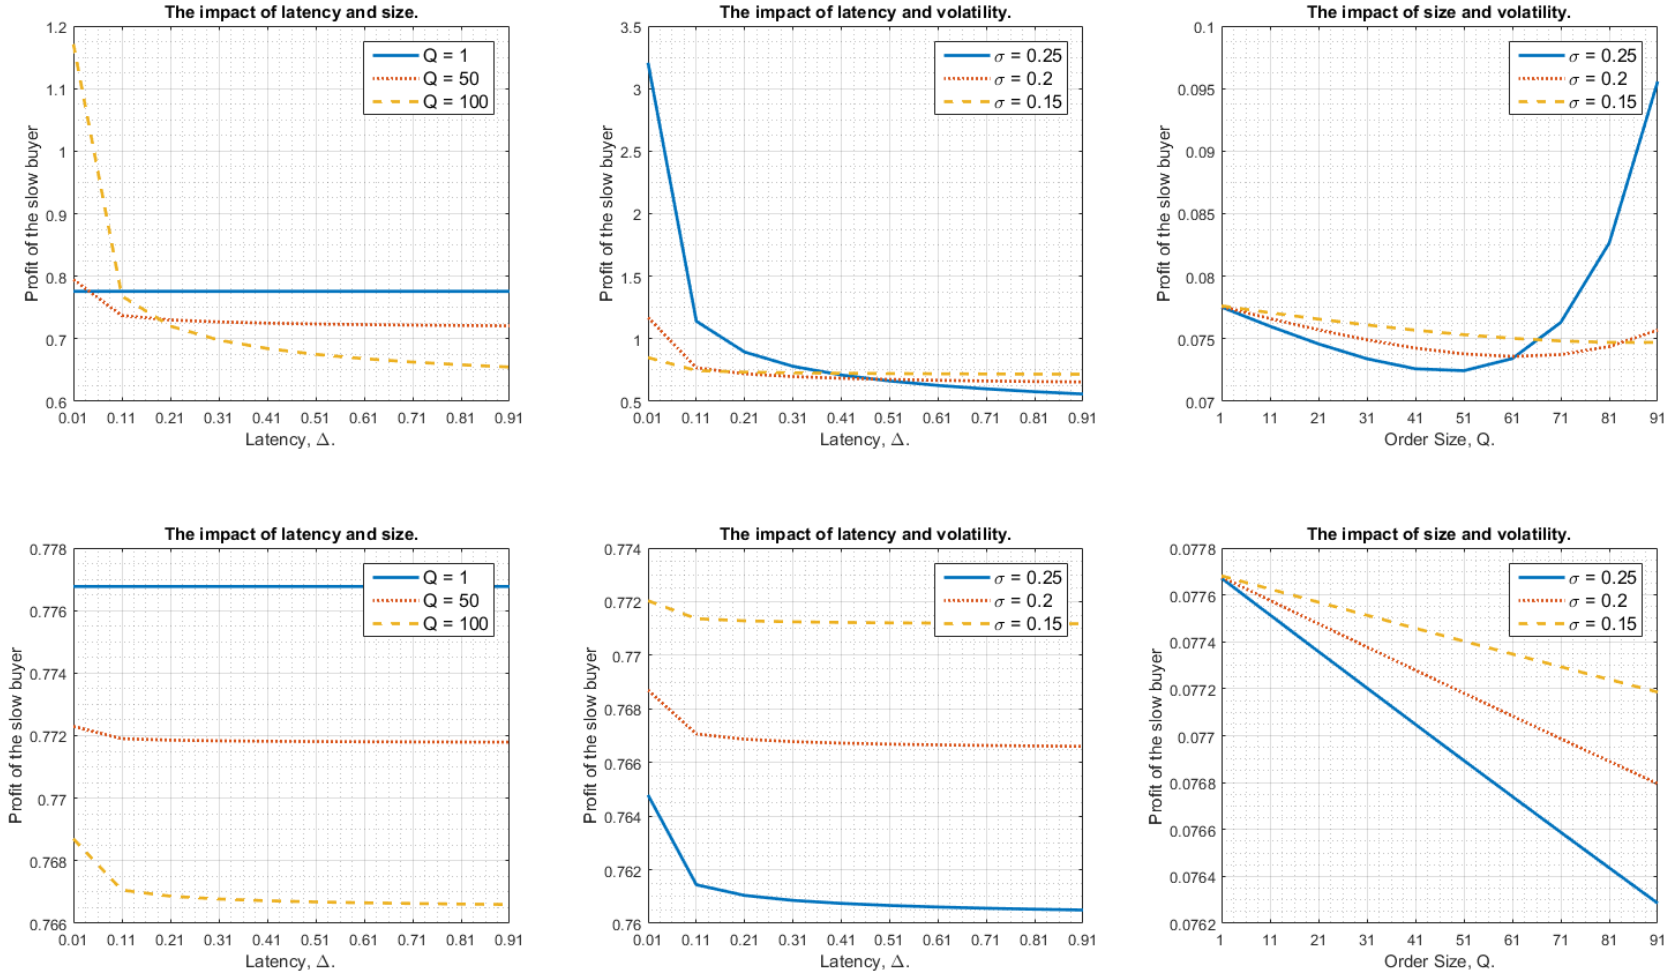 The impact of latency and size.
Profit of the slow buyer
1.2
1.1
1
0.9
0.8
0.7
0.6
Q = 1
Q = 50
Q = 100
0.01 0.11 0.21 0.31 0.41 0.51 0.61 0.71 0.81 0.91
Latency, Δ.
The impact of latency and volatility.
Profit of the slow buyer
3.5
3
2.5
2
1.5
1
0.5
σ = 0.25
σ = 0.2
σ = 0.15
0.01 0.11 0.21 0.31 0.41 0.51 0.61 0.71 0.81 0.91
Latency, Δ.
The impact of size and volatility.
Profit of the slow buyer
0.1
0.095
0.09
0.085
0.08
0.075
0.07
σ = 0.25
σ = 0.2
σ = 0.15
1 11 21 31 41 51 61 71 81 91
Order Size, Q.
The impact of latency and size.
Profit of the slow buyer
0.778
0.776
0.774
0.772
0.77
0.768
0.766
Q = 1
Q = 50
Q = 100
0.01 0.11 0.21 0.31 0.41 0.51 0.61 0.71 0.81 0.91
Latency, Δ.
The impact of latency and volatility.
Profit of the slow buyer
0.774
0.772
0.77
0.768
0.766
0.764
0.762
0.76
σ = 0.25
σ = 0.2
σ = 0.15
0.01 0.11 0.21 0.31 0.41 0.51 0.61 0.71 0.81 0.91
Latency, Δ.
The impact of size and volatility.
Profit of the slow buyer
0.0778
0.0776
0.0774
0.0772
0.077
0.0768
0.0766
0.0764
0.0762
σ = 0.25
σ = 0.2
σ = 0.15
1 11 21 31 41 51 61 71 81 91
Order Size, Q.